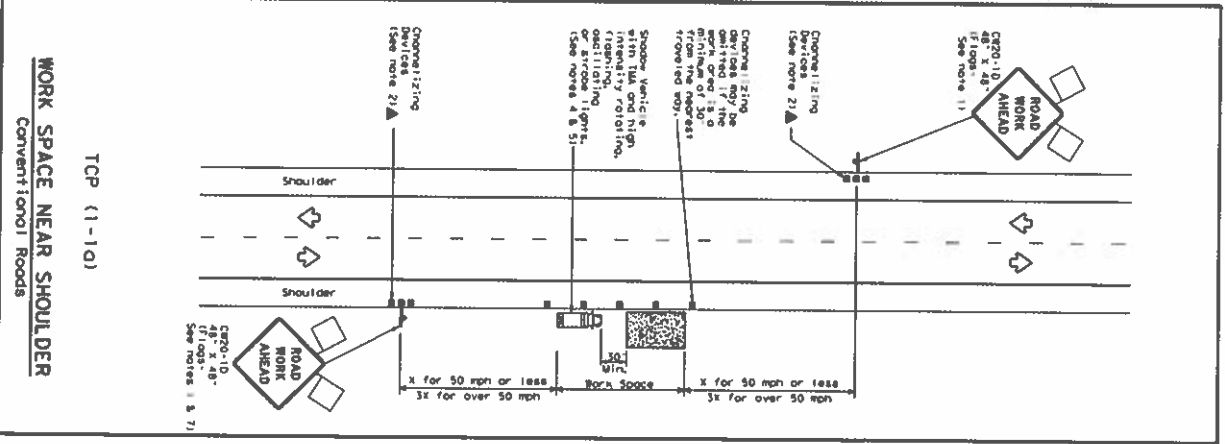 CW20-1D
48" X 48"
(Flags-
See note 1)
ROAD
WORK
AHEAD
Channelizing
Devices
(See note 2)
Channelizing
devices may be
omitted if the
work area is a
minimum of 30'
from the nearest
traveled way.
Shadow Vehicle
with TMA and high
intensity rotating,
flashing,
oscillating
or strobe lights.
(See notes 4 & 5)
Channelizing
Devices
(See note 2)
Shoulder
Shoulder
30'
Min.
X for 50 mph or less
3X for over 50 mph
Work Space
X for 50 mph or less
3X for over 50 mph
ROAD
WORK
AHEAD
CW20-1D
48" X 48"
(Flags-
See notes 1 & 7)
TCP (1-1a)
WORK SPACE NEAR SHOULDER
Conventional Roads